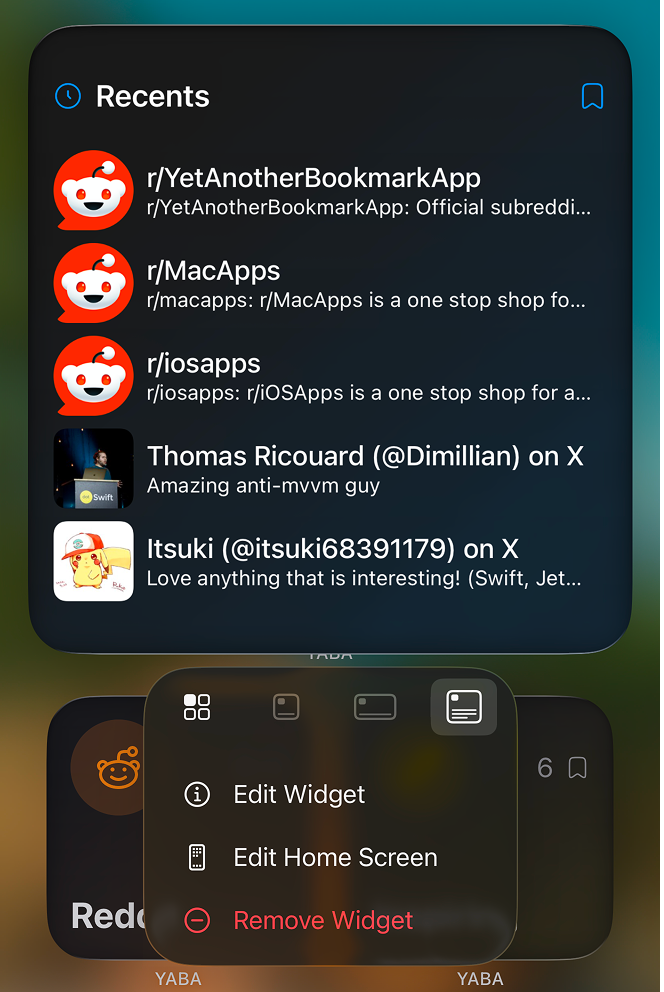 Recents
r/YetAnotherBookmarkApp
r/YetAnotherBookmarkApp: Official subreddi...
r/MacApps
r/macapps: r/MacApps is a one stop shop fo...
r/iosapps
r/iosapps: r/iOSApps is a one stop shop for a...
Thomas Ricouard (@Dimillian) on X
Amazing anti-mvvm guy
Swift
Itsuki (@itsuki68391179) on X
Love anything that is interesting! (Swift, Jet...
YABA
6
Edit Widget
Edit Home Screen
Remove Widget
YABA
YABA